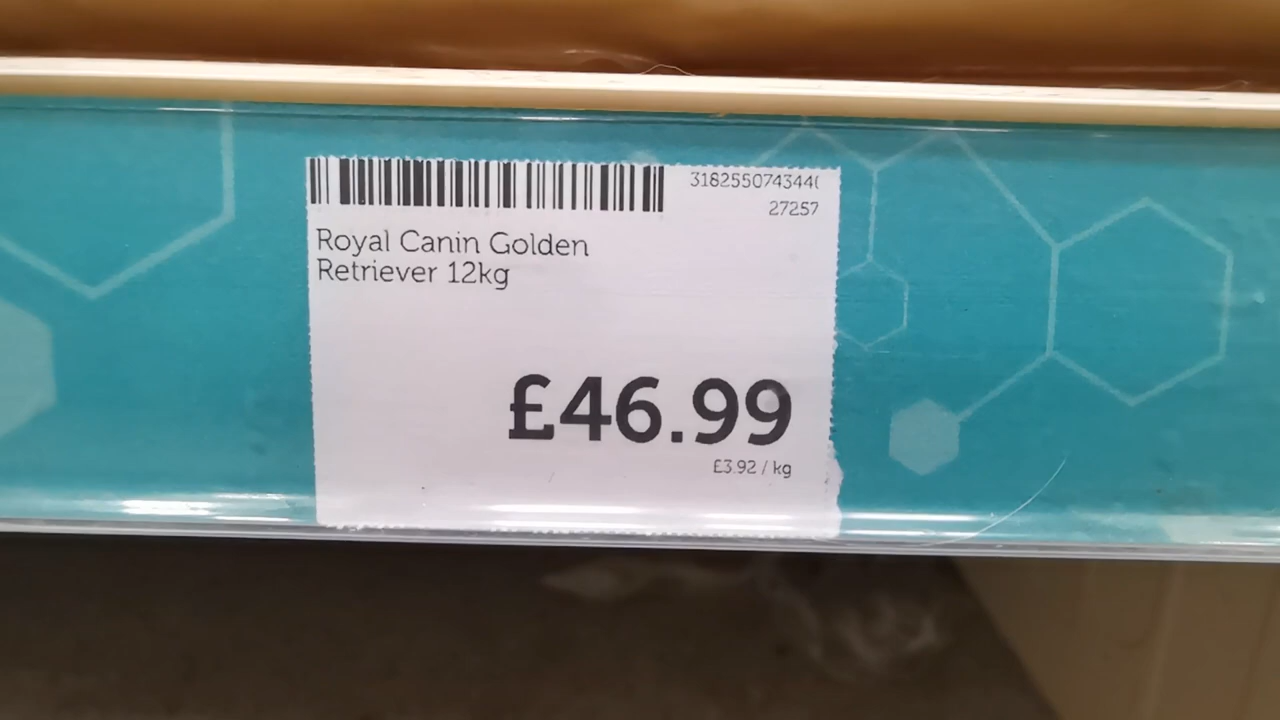 318255074344
27257
Royal Canin Golden
Retriever 12kg
£46.99
£3.92 / kg